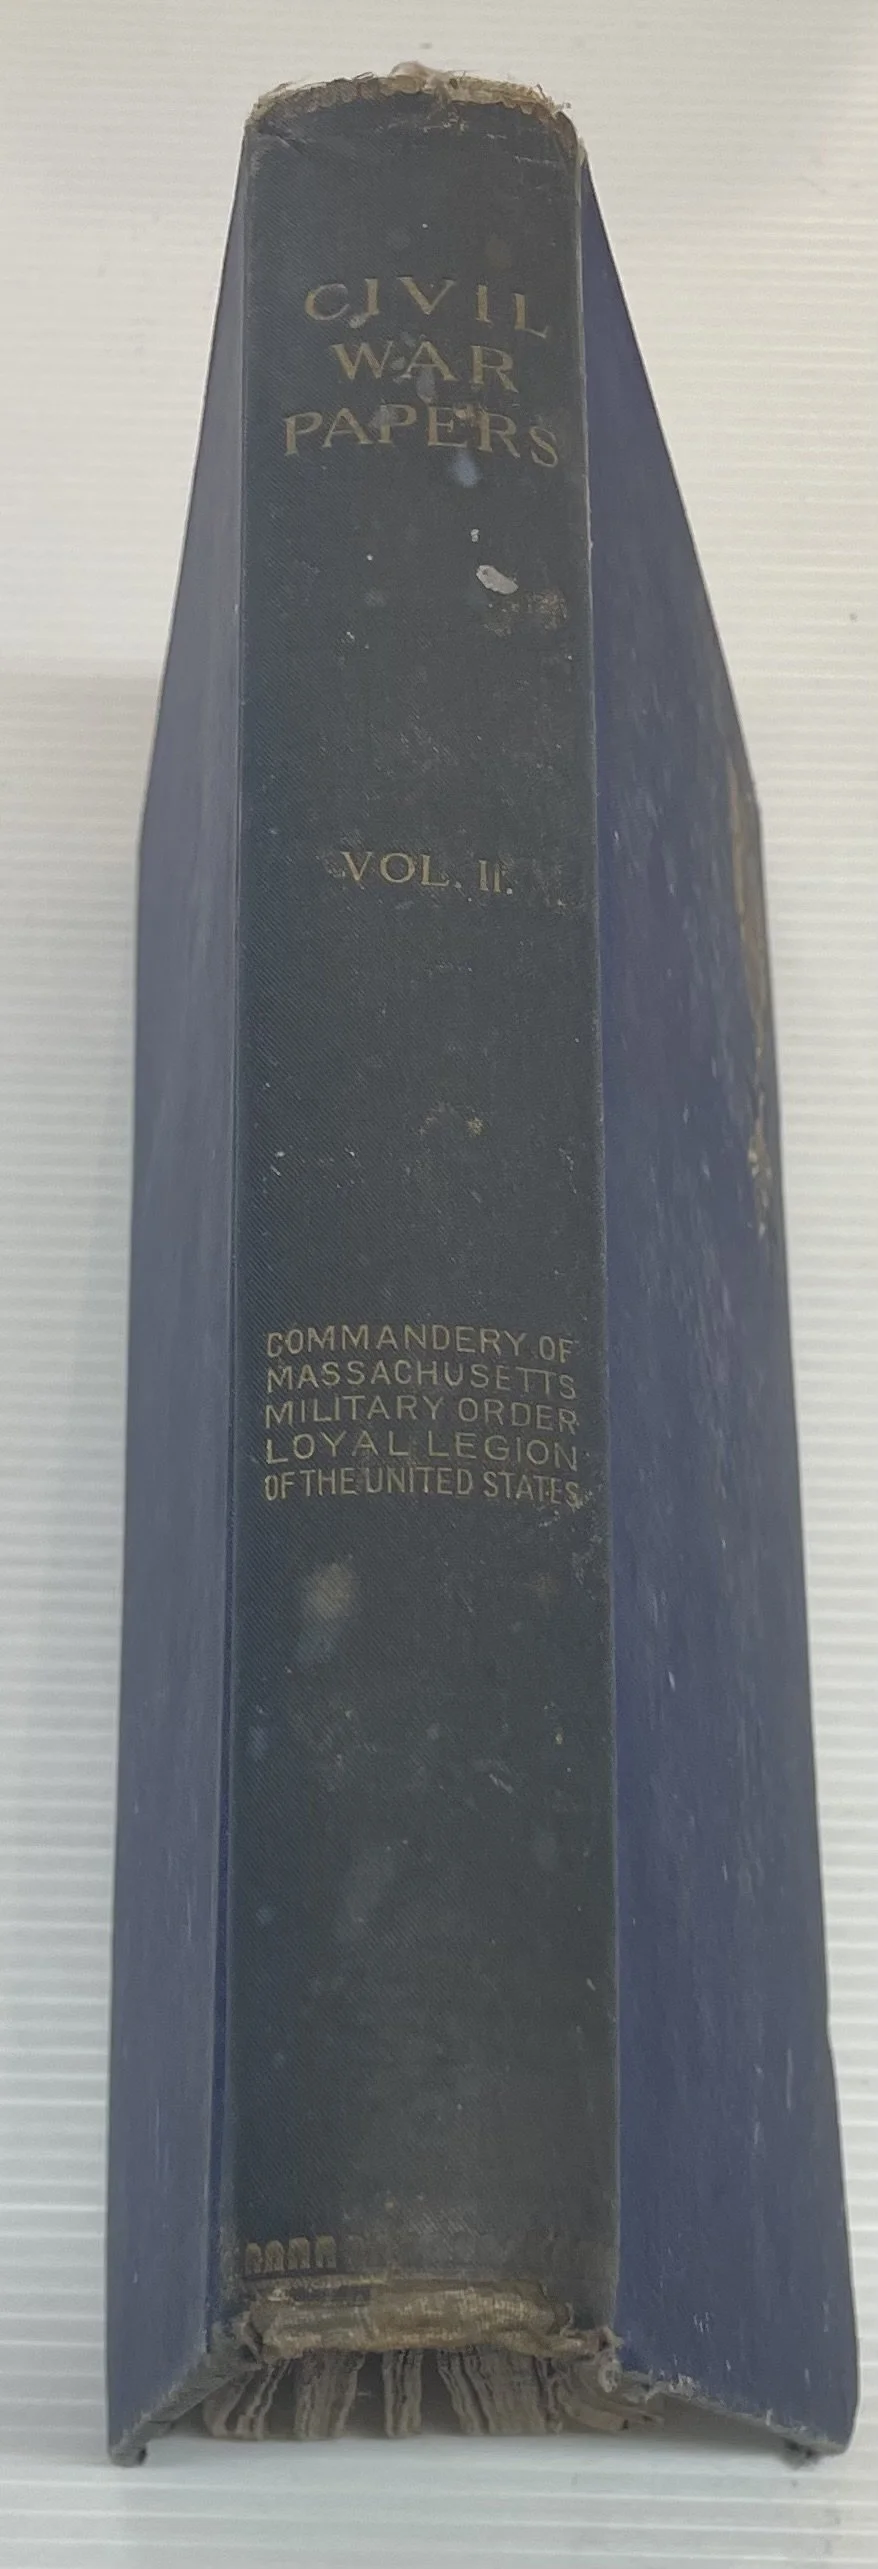 CIVIL
WAR
PAPERS
VOL. II.
COMMANDERY OF
MASSACHUSETTS
MILITARY ORDER
LOYAL LEGION
OF THE UNITED STATES